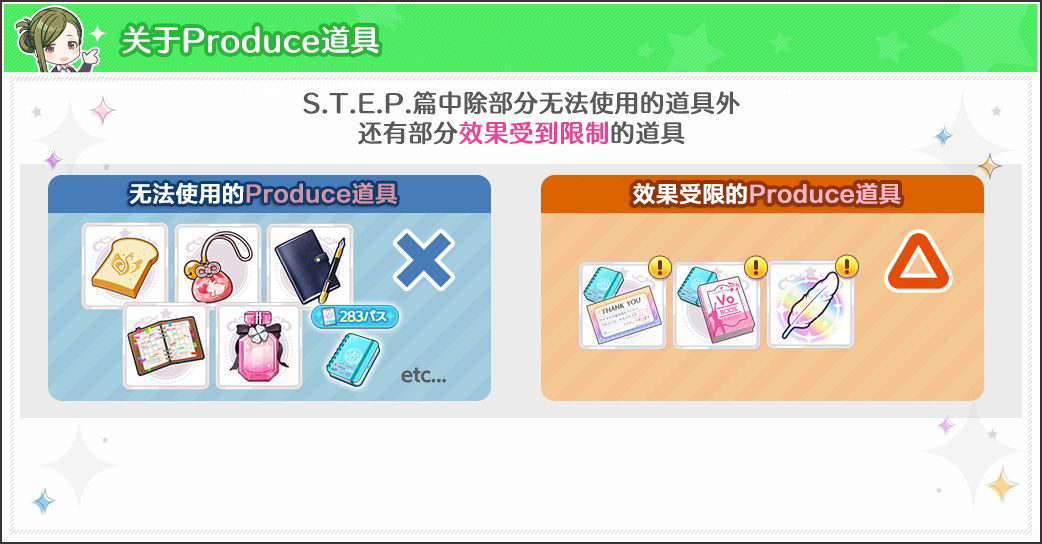 关于Produce道具
S.T.E.P.篇中除部分无法使用的道具外
还有部分效果受到限制的道具
无法使用的Produce道具
效果受限的Produce道具
283パス
etc...
THANK YOU
Vo
BOOK